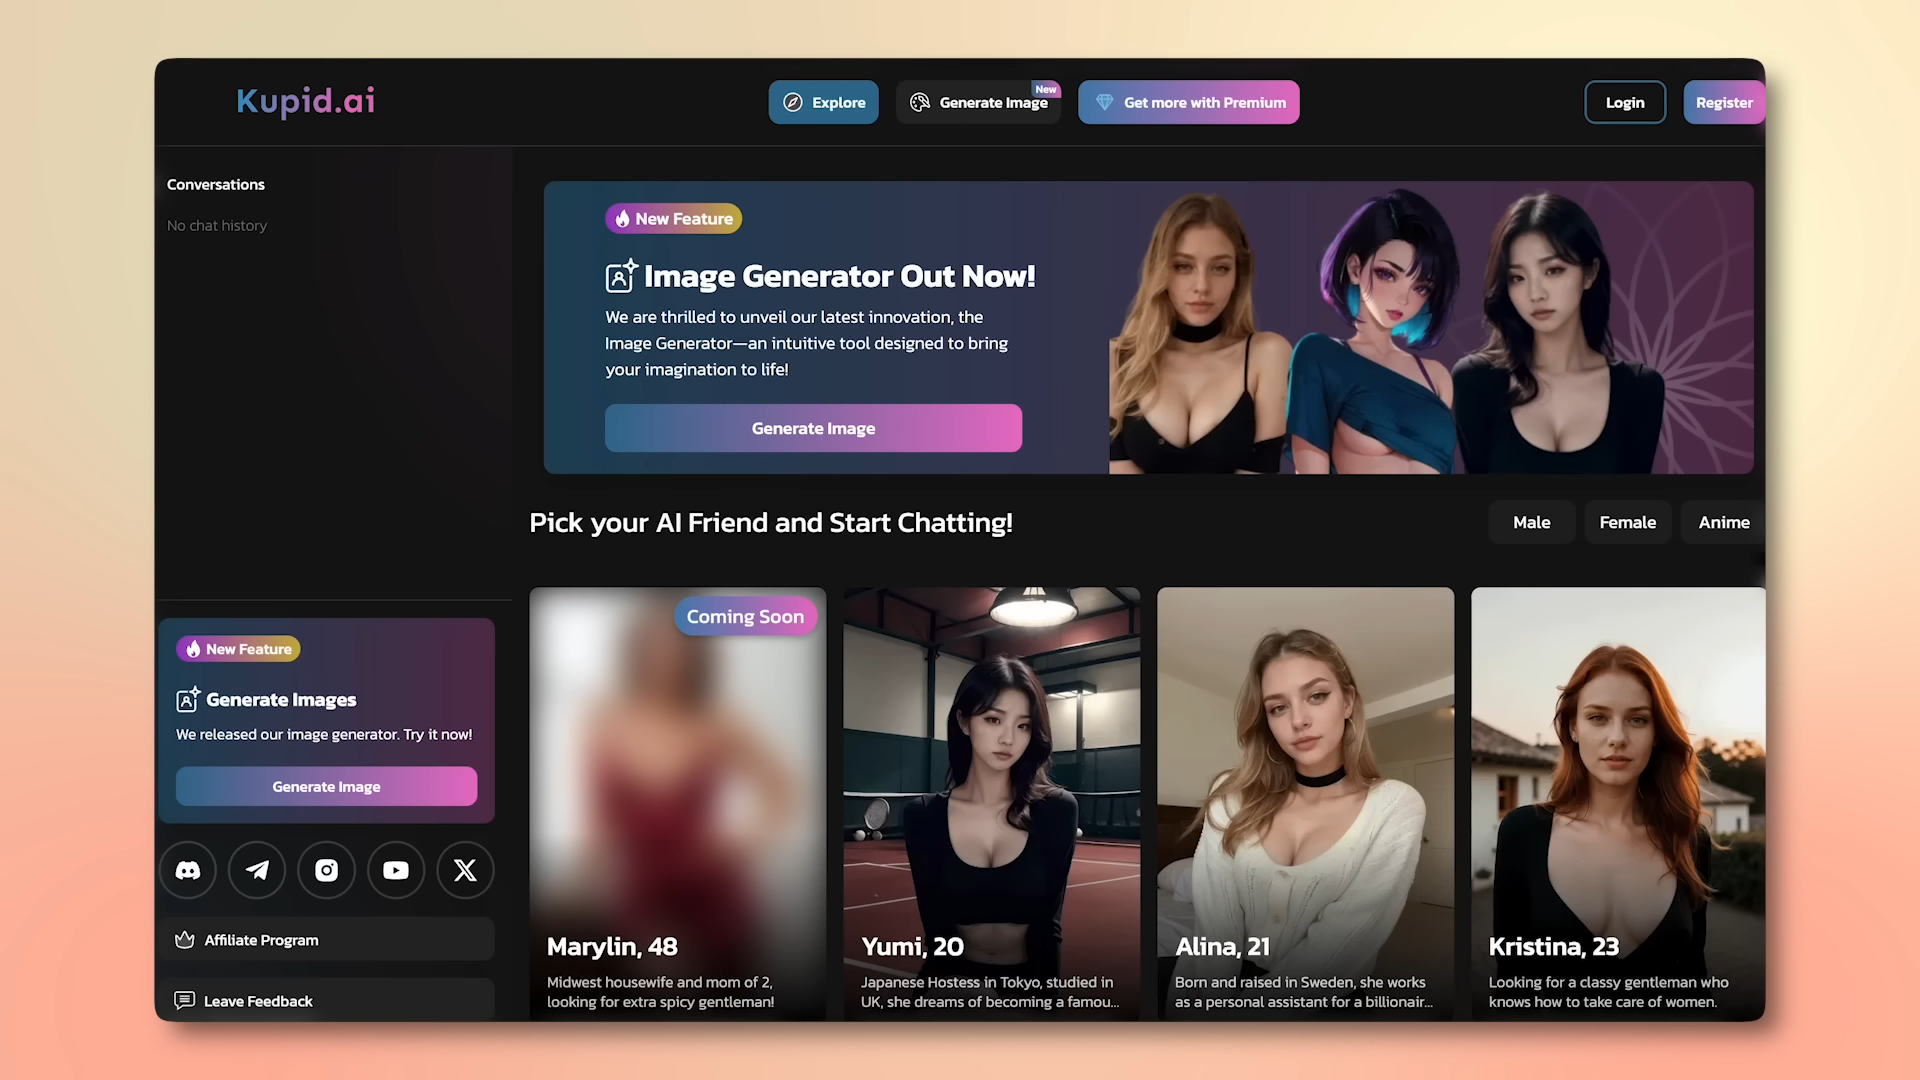 Kupid.ai
Explore
Generate Image
New
Get more with Premium
Login
Register
Conversations
No chat history
New Feature
Image Generator Out Now!
We are thrilled to unveil our latest innovation, the
Image Generator—an intuitive tool designed to bring
your imagination to life!
Generate Image
Pick your AI Friend and Start Chatting!
Male
Female
Anime
New Feature
Generate Images
We released our image generator. Try it now!
Generate Image
Affiliate Program
Leave Feedback
Coming Soon
Marylin, 48
Midwest housewife and mom of 2,
looking for extra spicy gentleman!
Yumi, 20
Japanese Hostess in Tokyo, studied in
UK, she dreams of becoming a famou...
Alina, 21
Born and raised in Sweden, she works
as a personal assistant for a billionair...
Kristina, 23
Looking for a classy gentleman who
knows how to take care of women.